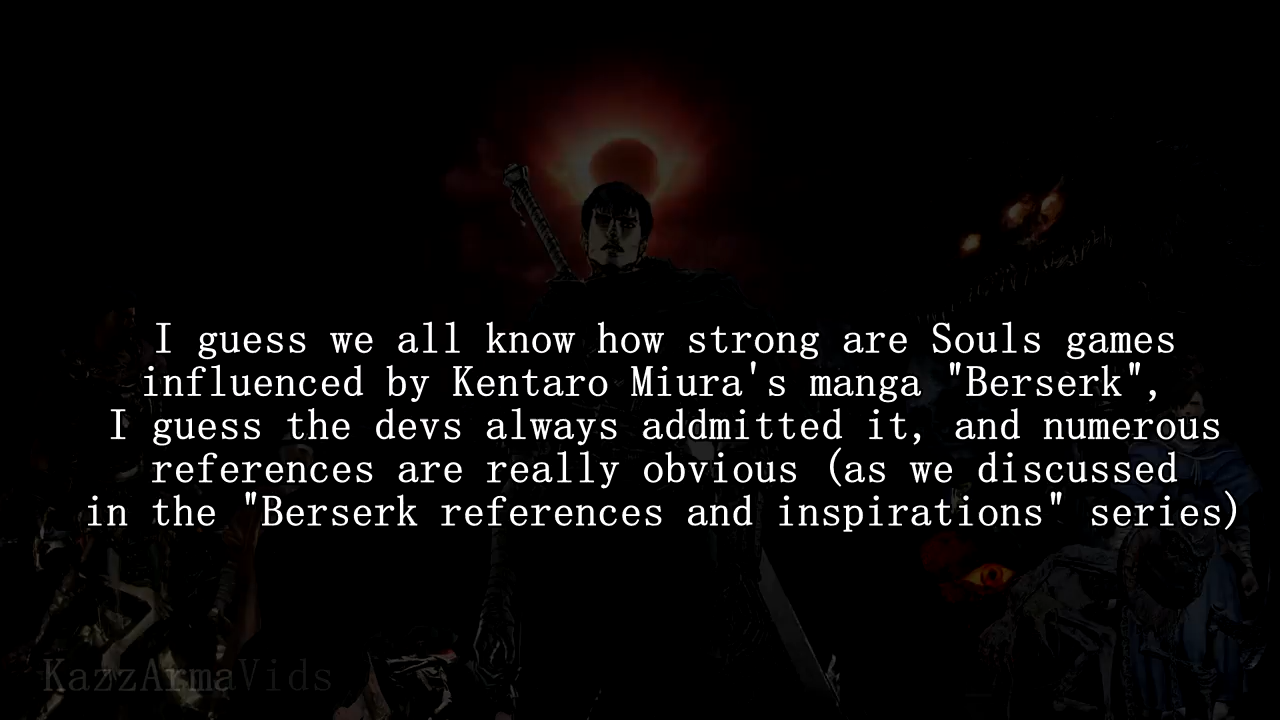 I guess we all know how strong are Souls games
influenced by Kentaro Miura's manga "Berserk",
I guess the devs always addmitted it, and numerous
references are really obvious (as we discussed
in the "Berserk references and inspirations" series)
KazzArmaVids